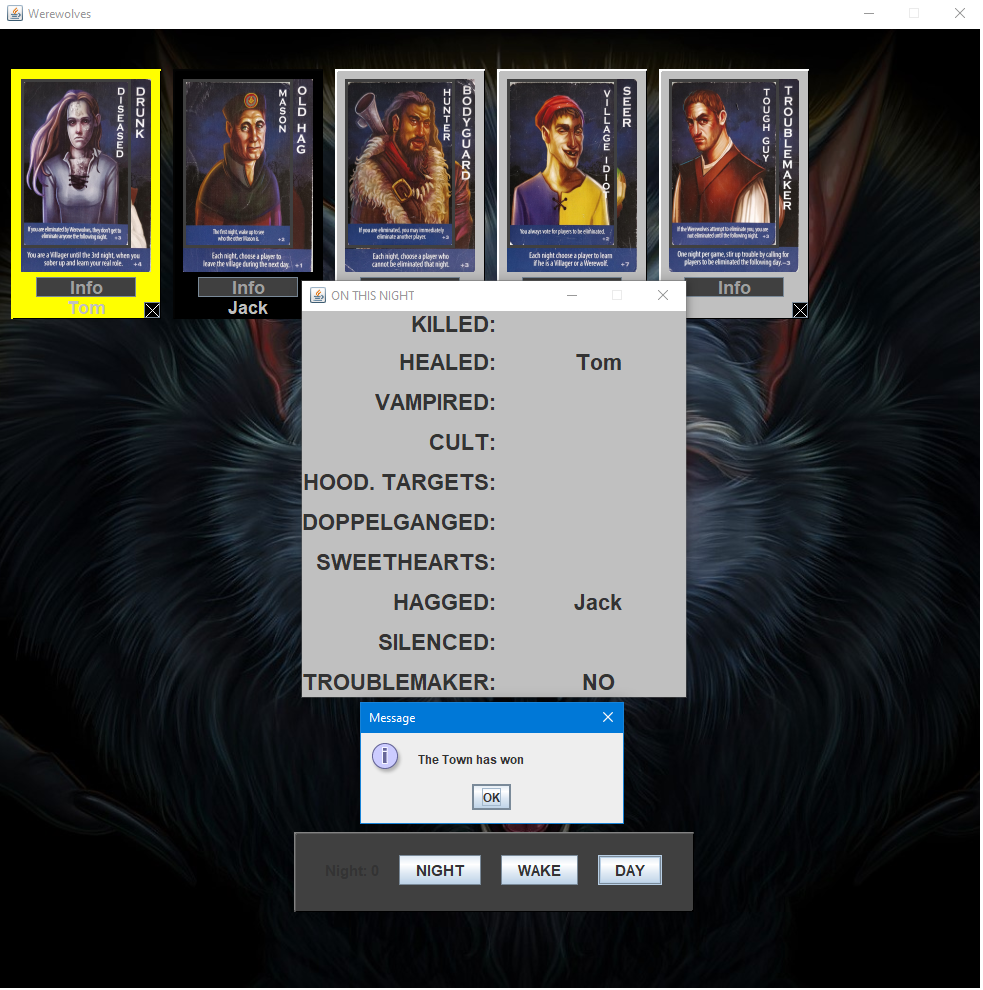 Werewolves
DISEASED
DRUNK
If you are eliminated by Werewolves, they don't get to
eliminate anyone the following night. +3
You are a Villager until the 3rd night, when you
sober up and learn your real role. +4
Info
Tom
MASON
OLD HAG
The first night, wake up to see
who the other Mason is. +2
Each night, choose a player to
leave the village during the next day. +1
Info
Jack
HUNTER
BODYGUARD
If you are eliminated, you may immediately
eliminate another player. +3
Each night, choose a player who
cannot be eliminated that night. +3
VILLAGE IDIOT
SEER
You always vote for players to be eliminated.
+2
Each night, choose a player to learn
if he is a Villager or a Werewolf. +7
TOUGH GUY
TROUBLEMAKER
If the Werewolves attempt to eliminate you, you are
not eliminated until the following night. +3
One night per game, stir up trouble by calling for
players to be eliminated the following day. –3
Info
ON THIS NIGHT
KILLED:
HEALED: Tom
VAMPIRED:
CULT:
HOOD. TARGETS:
DOPPELGANGED:
SWEETHEARTS:
HAGGED: Jack
SILENCED:
TROUBLEMAKER: NO
Message
The Town has won
OK
Night: 0 NIGHT WAKE DAY